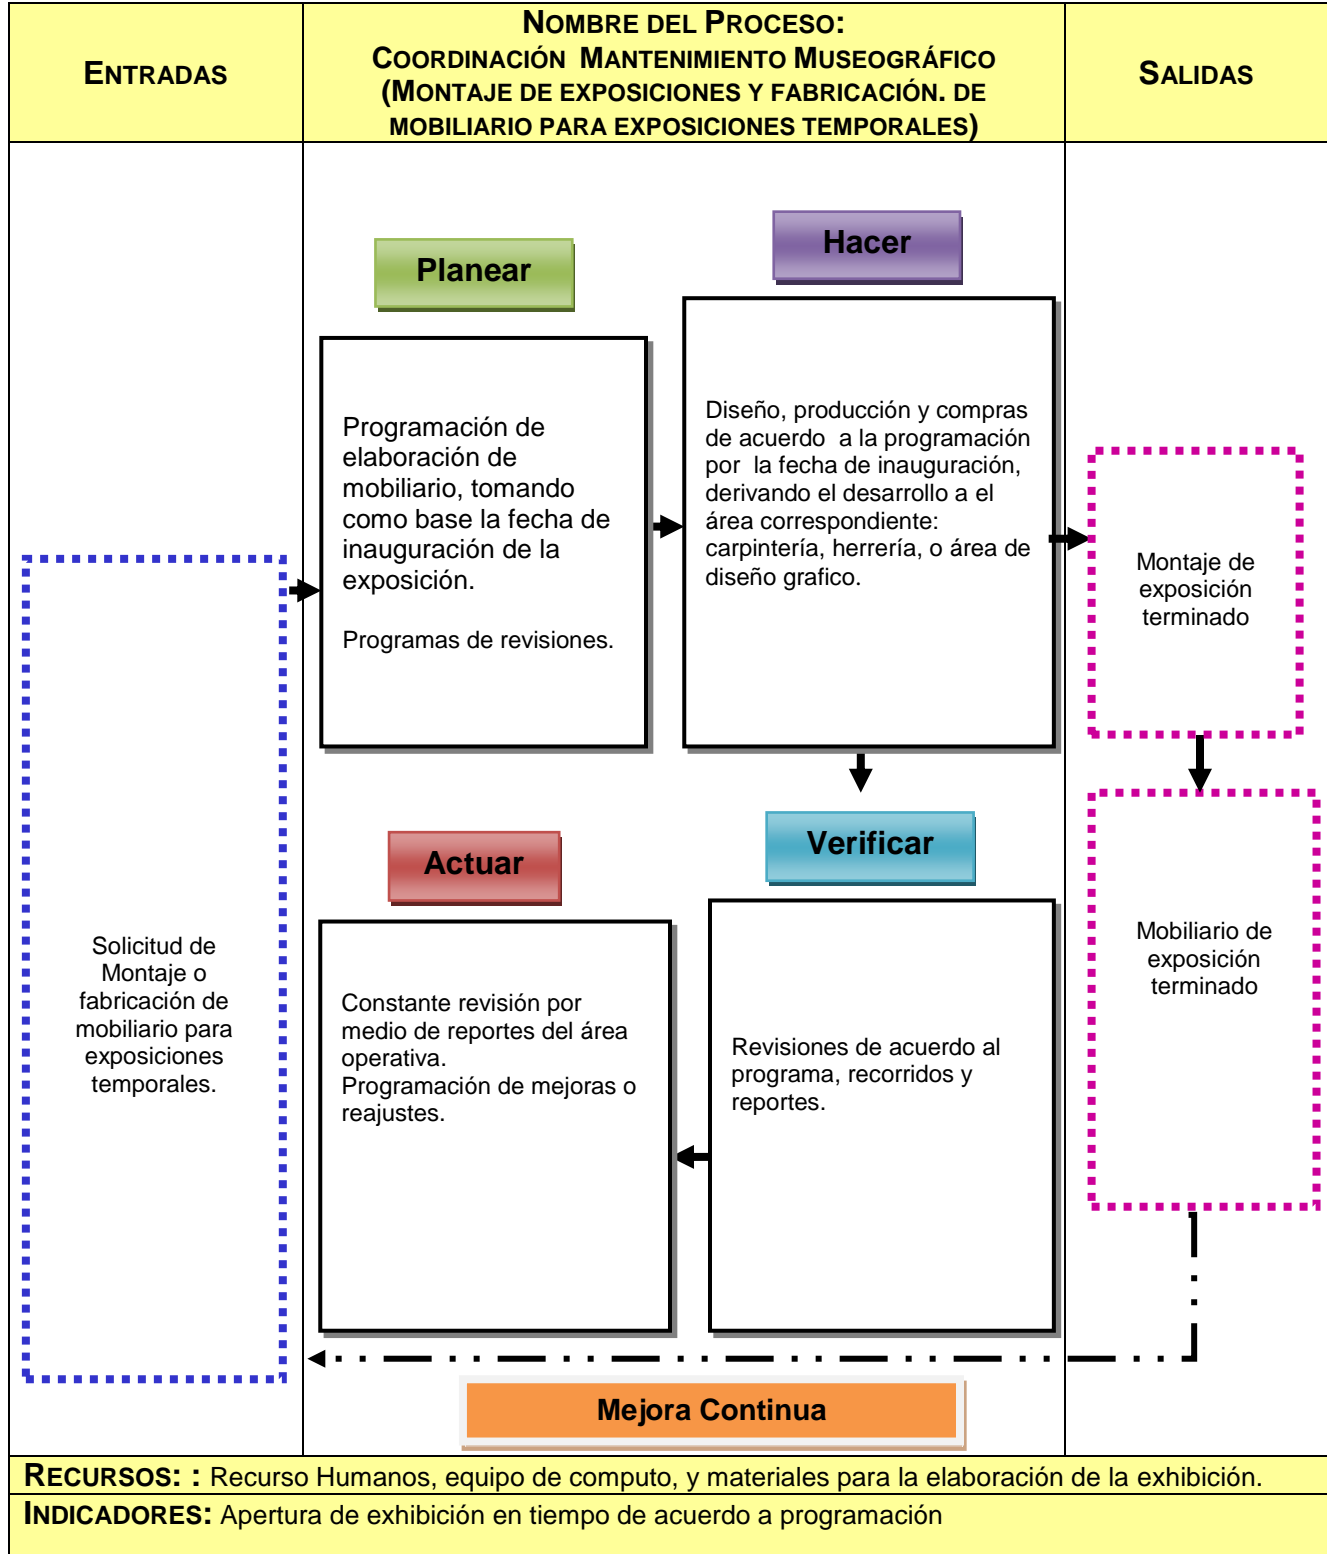 ENTRADAS
NOMBRE DEL PROCESO:
COORDINACIÓN MANTENIMIENTO MUSEOGRÁFICO
(MONTAJE DE EXPOSICIONES Y FABRICACIÓN. DE
MOBILIARIO PARA EXPOSICIONES TEMPORALES)
SALIDAS
Planear
Programación de
elaboración de
mobiliario, tomando
como base la fecha de
inauguración de la
exposición.
Programas de revisiones.
Hacer
Diseño, producción y compras
de acuerdo a la programación
por la fecha de inauguración,
derivando el desarrollo a el
área correspondiente:
carpintería, herrería, o área de
diseño grafico.
Montaje de
exposición
terminado
Solicitud de
Montaje o
fabricación de
mobiliario para
exposiciones
temporales.
Actuar
Constante revisión por
medio de reportes del área
operativa.
Programación de mejoras o
reajustes.
Verificar
Revisiones de acuerdo al
programa, recorridos y
reportes.
Mobiliario de
exposición
terminado
Mejora Continua
RECURSOS: : Recurso Humanos, equipo de computo, y materiales para la elaboración de la exhibición.
INDICADORES: Apertura de exhibición en tiempo de acuerdo a programación